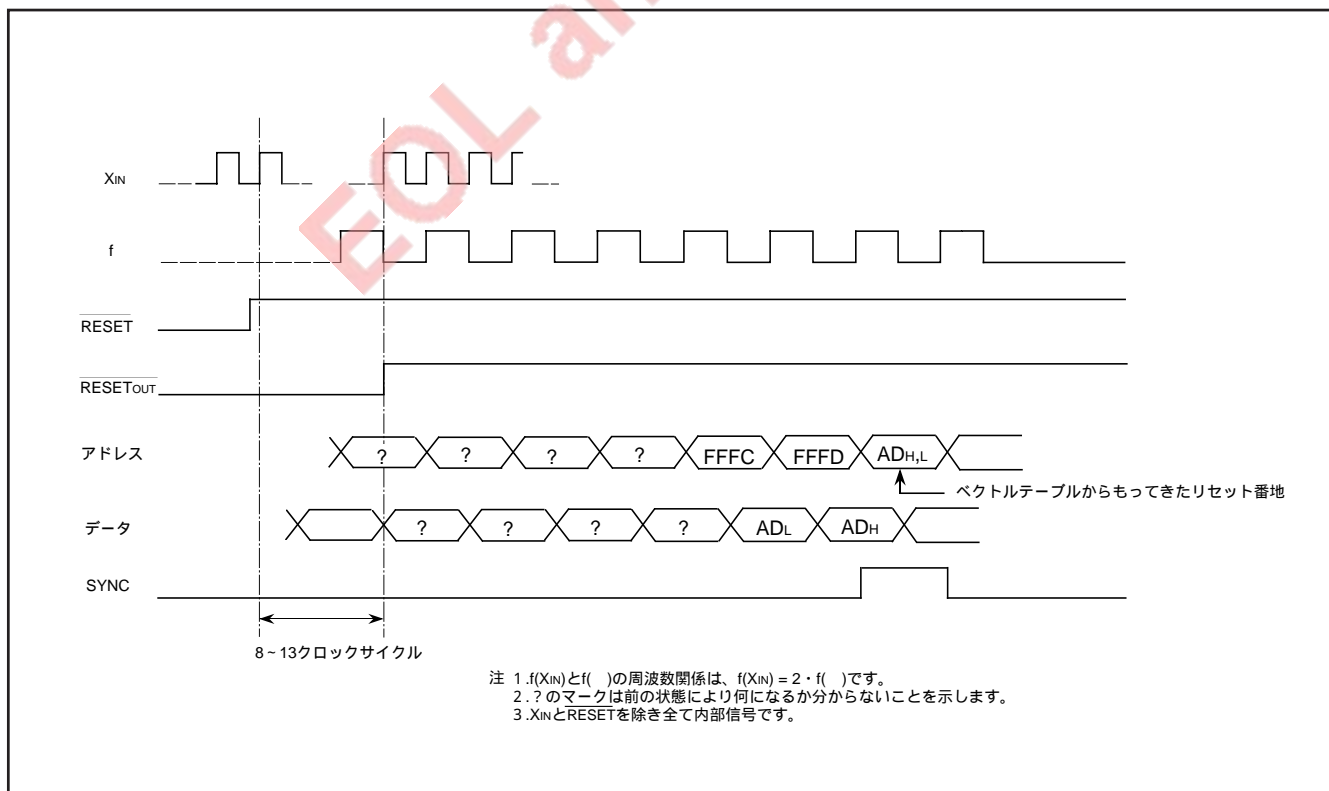 EOL an
XIN
f
RESET
RESETOUT
アドレス
? ? ? ? FFFC FFFD ADH,L
ベクトルテーブルからもってきたリセット番地
データ
? ? ? ? ADL ADH
SYNC
8~13クロックサイクル
注 1.f(XIN)とf( )の周波数関係は、f(XIN) = 2・f( )です。
2.?のマークは前の状態により何になるか分からないことを示します。
3.XINとRESETを除き全て内部信号です。